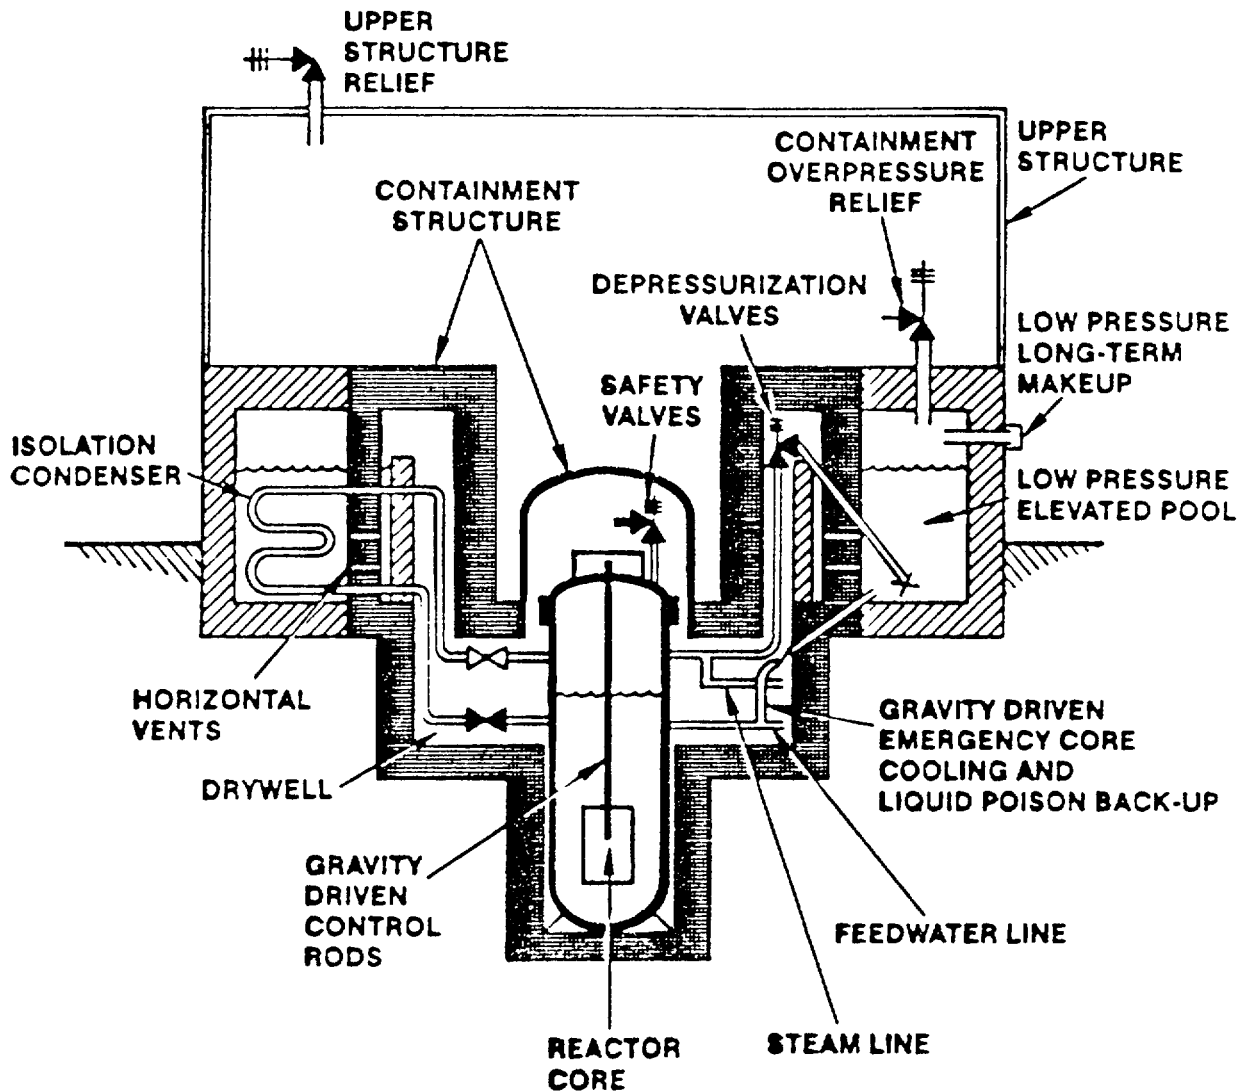 UPPER
STRUCTURE
RELIEF
CONTAINMENT
OVERPRESSURE
RELIEF
UPPER
STRUCTURE
CONTAINMENT
STRUCTURE
DEPRESSURIZATION
VALVES
LOW PRESSURE
LONG-TERM
MAKEUP
SAFETY
VALVES
ISOLATION
CONDENSER
LOW PRESSURE
ELEVATED POOL
HORIZONTAL
VENTS
GRAVITY DRIVEN
EMERGENCY CORE
COOLING AND
LIQUID POISON BACK-UP
DRYWELL
GRAVITY
DRIVEN
CONTROL
RODS
FEEDWATER LINE
STEAM LINE
REACTOR
CORE